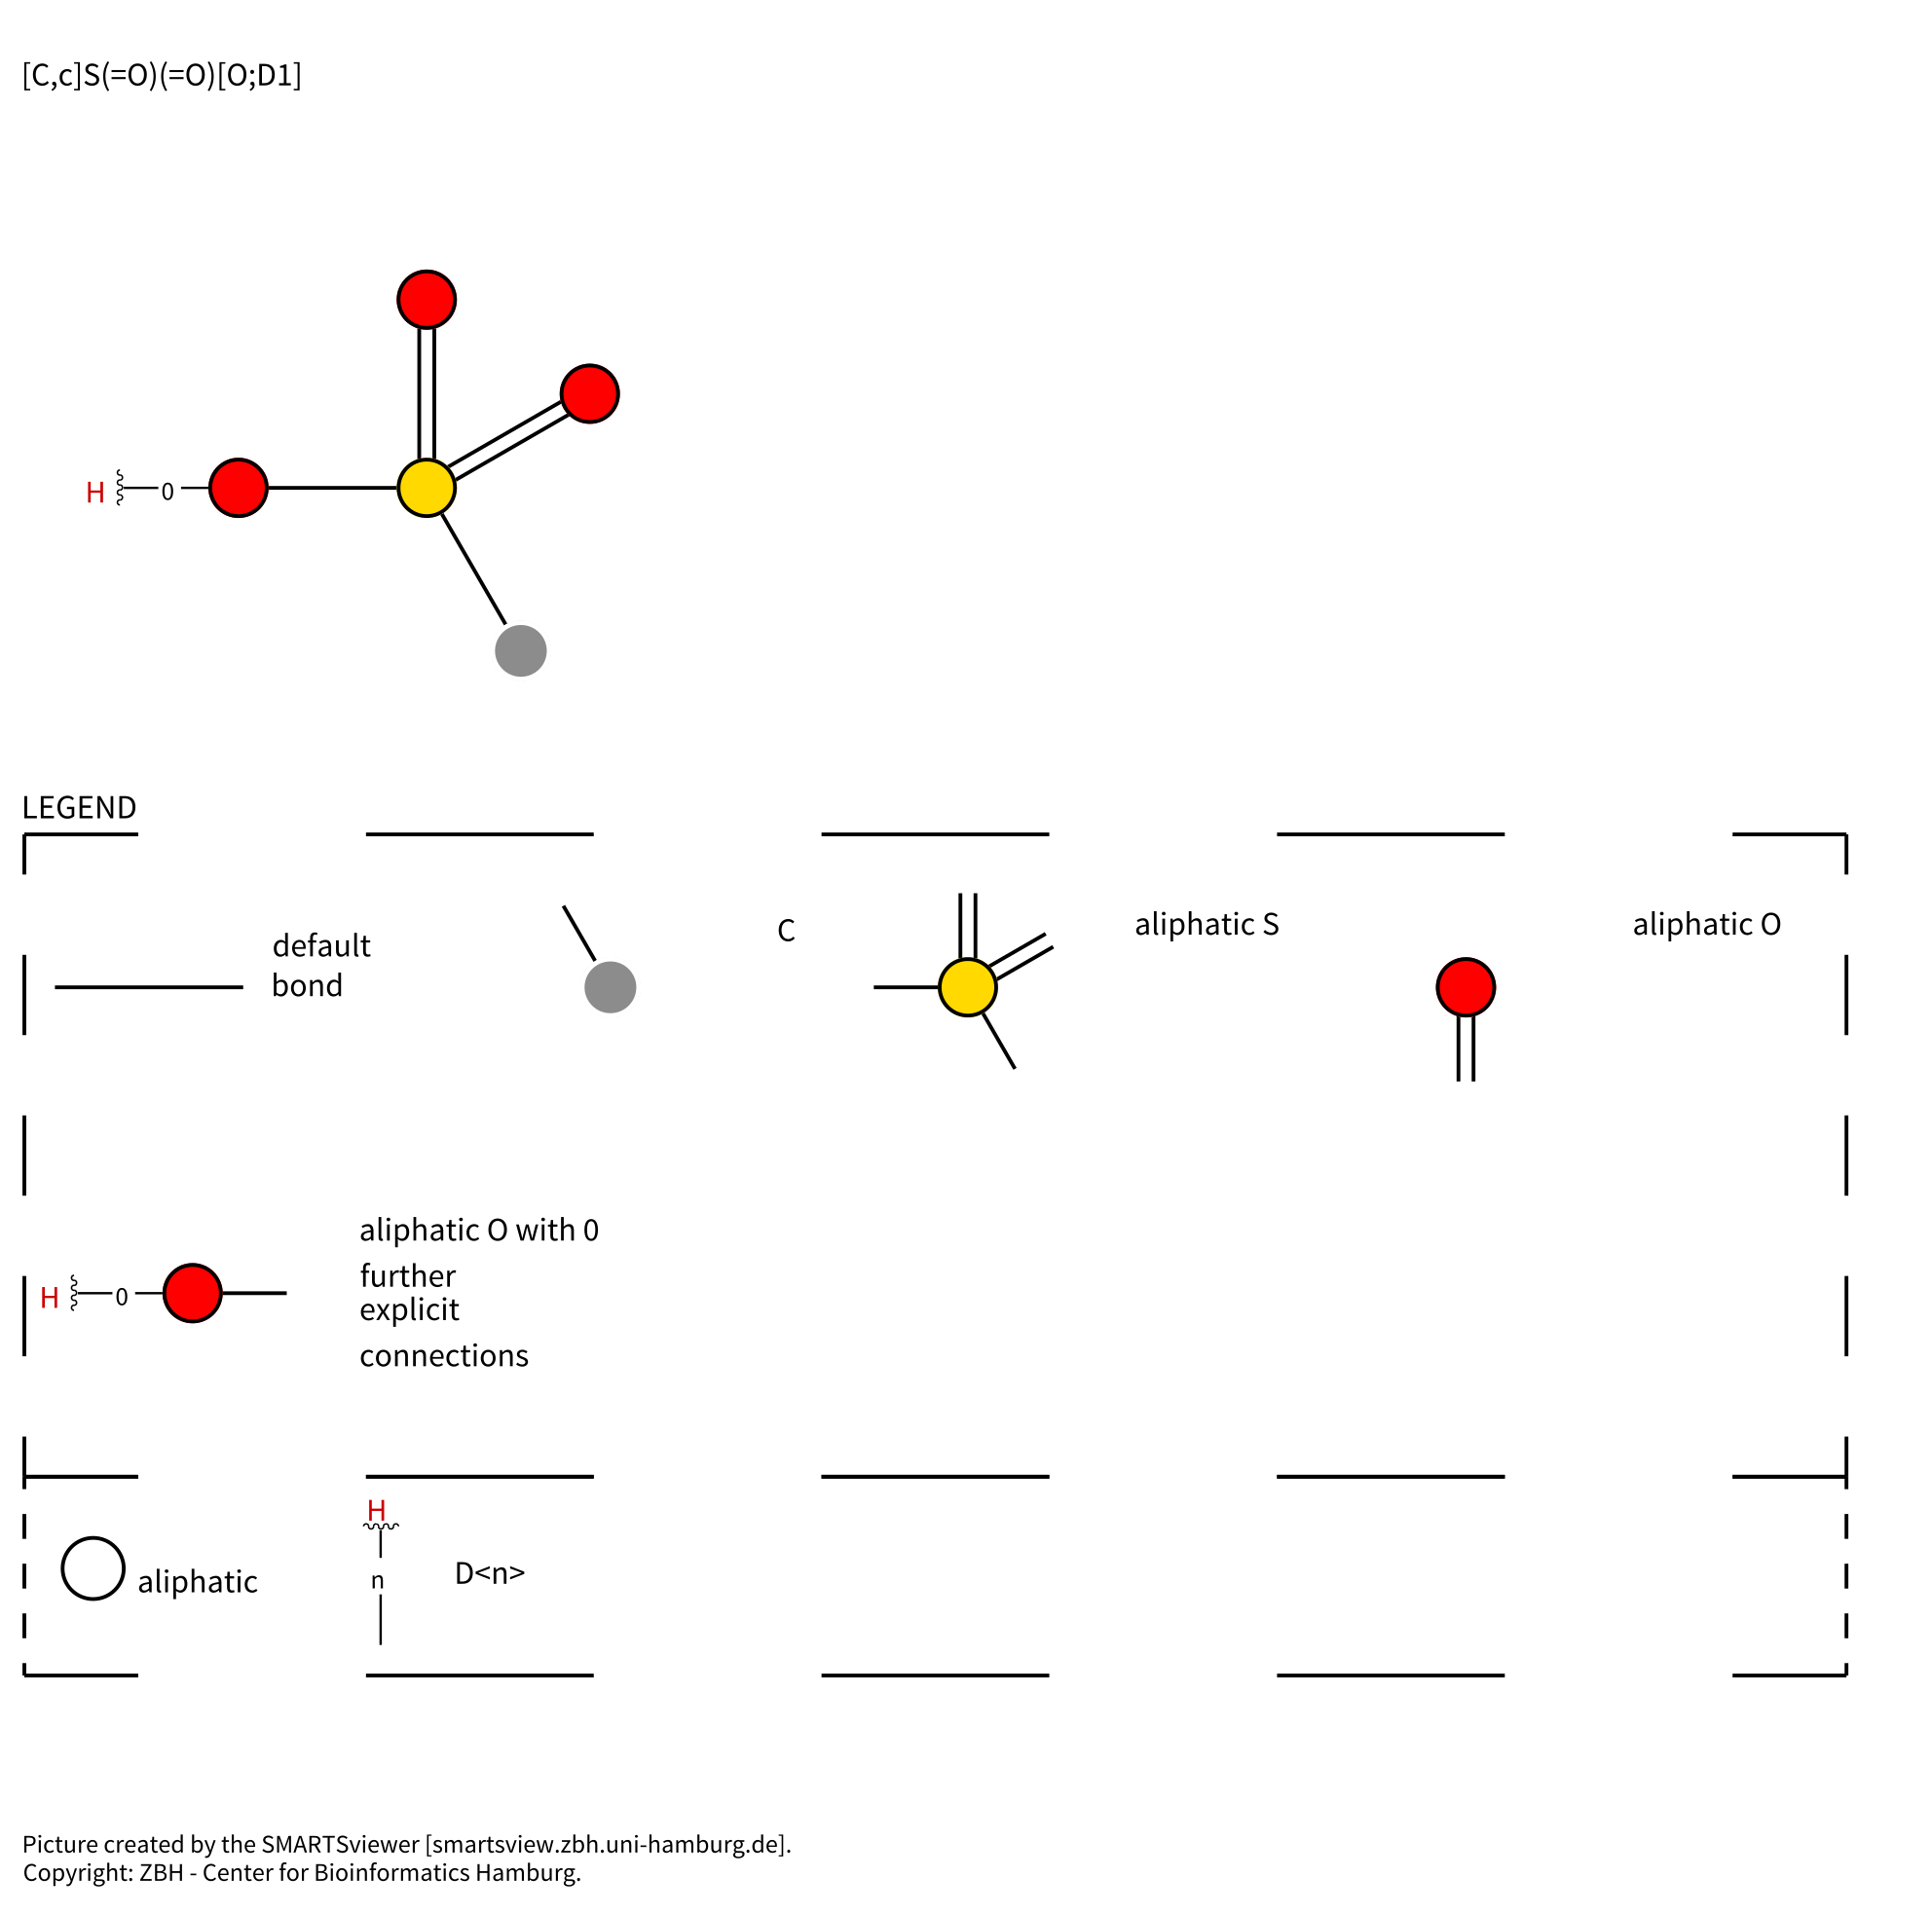 [C,c]S(=O)(=O)[O;D1]
H 0
LEGEND
default
bond
C
aliphatic S
aliphatic O
H 0
aliphatic O with 0
further
explicit
connections
aliphatic
H
n
D<n>
Picture created by the SMARTSviewer [smartsview.zbh.uni-hamburg.de].
Copyright: ZBH - Center for Bioinformatics Hamburg.